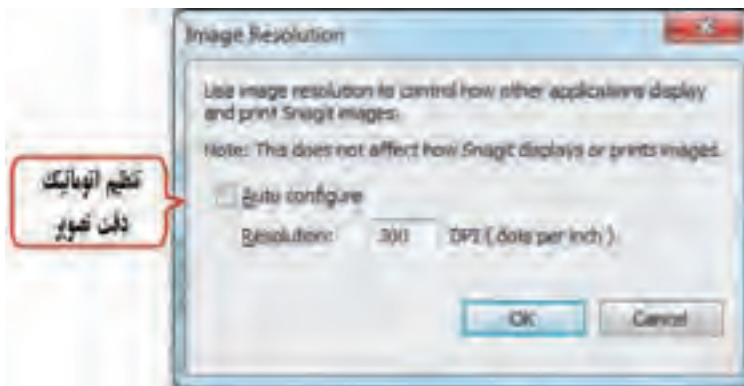 Image Resolution
Use image resolution to control how other applications display
and print Snagit images.
Note: This does not affect how Snagit displays or prints images.
تنظیم اتوماتیک
دقت تصویر
Auto configure
Resolution: 300 DPI ( dots per inch )
OK Cancel